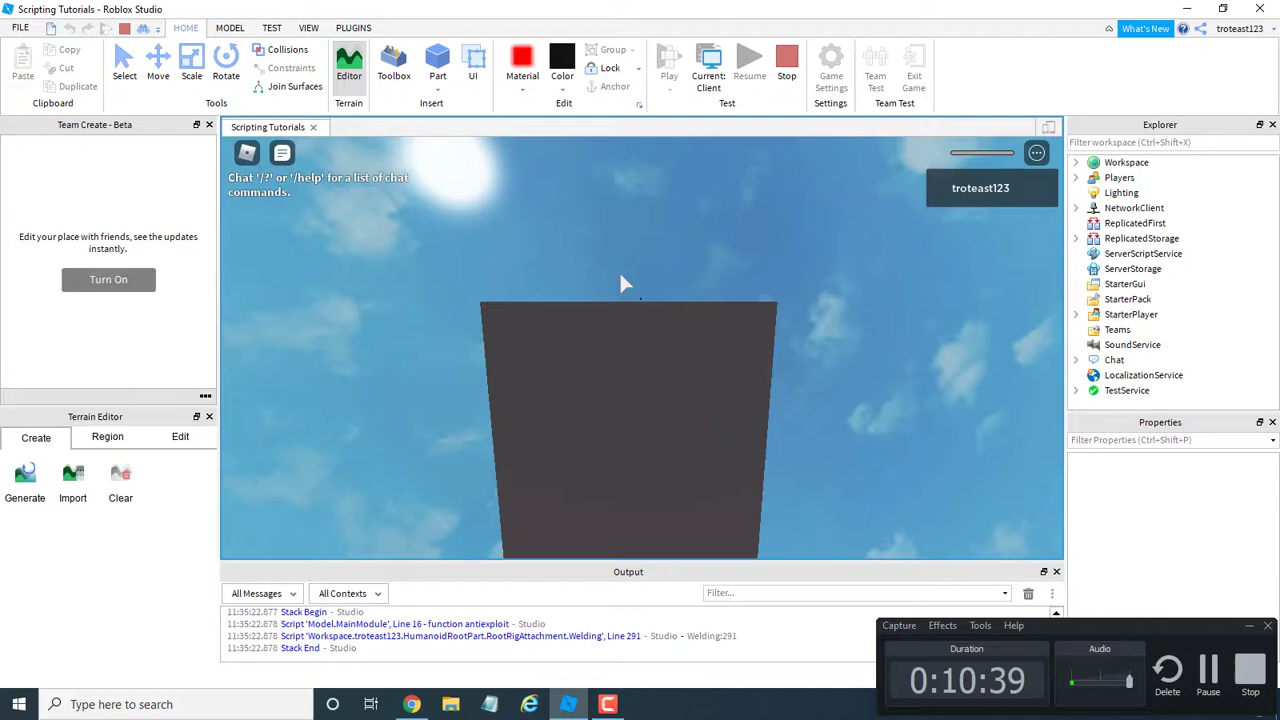 Scripting Tutorials - Roblox Studio
FILE HOME MODEL TEST VIEW PLUGINS What's New troteast123
Paste Copy Cut Duplicate Clipboard
Select Move Scale Rotate Collisions Constraints Join Surfaces Tools
Editor Terrain
Toolbox Part UI Insert
Material Color Group Lock Anchor Edit
Play Current: Client Resume Stop Test
Game Settings Settings
Team Test Exit Game Team Test
Team Create - Beta
Edit your place with friends, see the updates
instantly.
Turn On
Terrain Editor
Create Region Edit
Generate Import Clear
Scripting Tutorials
Chat '/?' or '/help' for a list of chat
commands.
troteast123
Output
All Messages All Contexts Filter...
11:35:22.877 Stack Begin - Studio
11:35:22.878 Script 'Model.MainModule', Line 16 - function antiexploit - Studio
11:35:22.878 Script 'Workspace.troteast123.HumanoidRootPart.RootRigAttachment.Welding', Line 291 - Studio - Welding:291
11:35:22.878 Stack End - Studio
Explorer
Filter workspace (Ctrl+Shift+X)
Workspace
Players
Lighting
NetworkClient
ReplicatedFirst
ReplicatedStorage
ServerScriptService
ServerStorage
StarterGui
StarterPack
StarterPlayer
Teams
SoundService
Chat
LocalizationService
TestService
Properties
Filter Properties (Ctrl+Shift+P)
Capture Effects Tools Help
Duration Audio
0:10:39
Delete Pause Stop
Type here to search